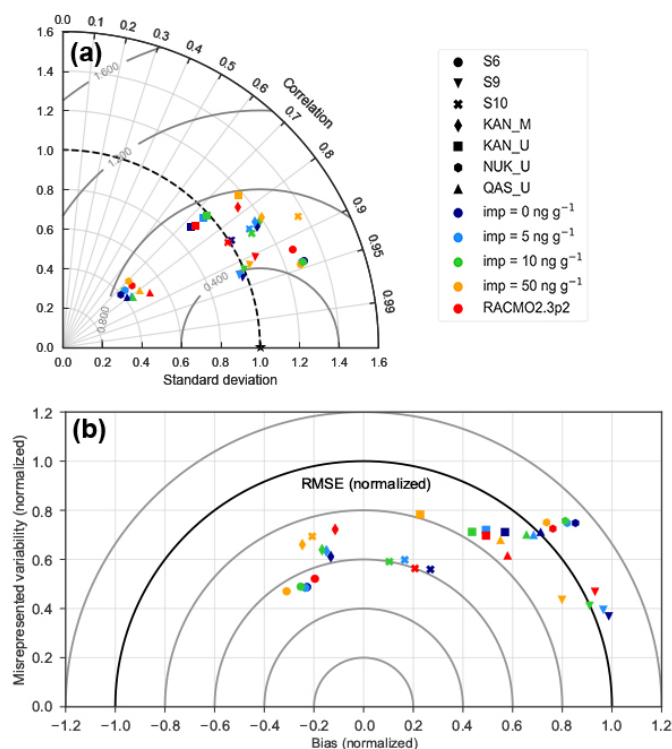 (a)
0.0 0.1 0.2 0.3 0.4 0.5 0.6 0.7 0.8 0.9 0.95 0.99
Correlation
1.6
1.4
1.2
1.0
0.8
0.6
0.4
0.2
0.0
1.600
1.200
0.800
0.400
0.0 0.2 0.4 0.6 0.8 1.0 1.2 1.4 1.6
Standard deviation
S6
S9
S10
KAN_M
KAN_U
NUK_U
QAS_U
imp = 0 ng g⁻¹
imp = 5 ng g⁻¹
imp = 10 ng g⁻¹
imp = 50 ng g⁻¹
RACMO2.3p2
(b)
RMSE (normalized)
Misrepresented variability (normalized)
1.2
1.0
0.8
0.6
0.4
0.2
0.0
−1.2 −1.0 −0.8 −0.6 −0.4 −0.2 0.0 0.2 0.4 0.6 0.8 1.0 1.2
Bias (normalized)